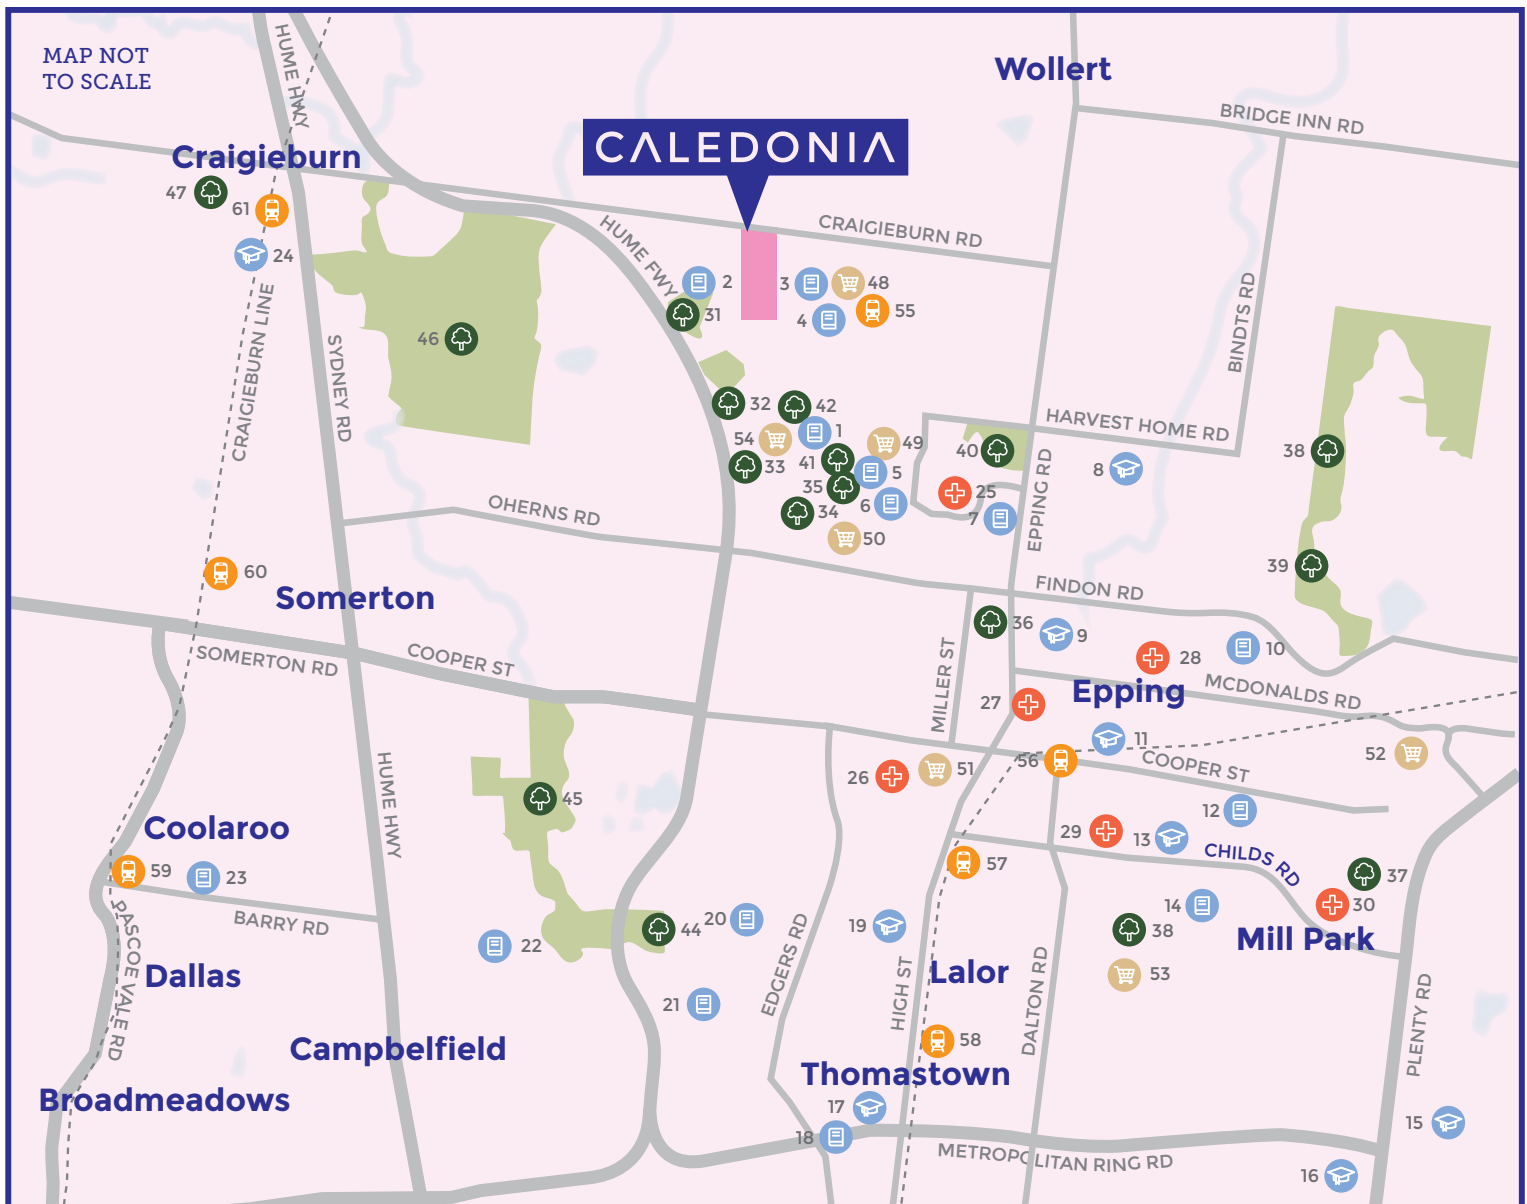 MAP NOT
TO SCALE
HUME HWY
Wollert
BRIDGE INN RD
CALEDONIA
Craigieburn
47
61
24
CRAIGIEBURN RD
HUME FWY
2
3
48
31
4
55
BINDTS RD
CRAIGIEBURN LINE
SYDNEY RD
46
32
42
54
1
49
HARVEST HOME RD
33
41
5
40
38
8
35
25
EPPING RD
6
34
7
50
OHERNS RD
39
60
Somerton
FINDON RD
36
9
10
SOMERTON RD
COOPER ST
MILLER ST
28
MCDONALDS RD
Epping
27
11
52
56
COOPER ST
26
51
HUME HWY
45
12
Coolaroo
29
13
CHILDS RD
59
23
57
37
30
PASCOE VALE RD
BARRY RD
14
22
44
20
19
38
Mill Park
EDGERS RD
HIGH ST
Lalor
DALTON RD
53
Dallas
21
PLENTY RD
Campbelfield
58
Thomastown
Broadmeadows
17
15
18
METROPOLITAN RING RD
16